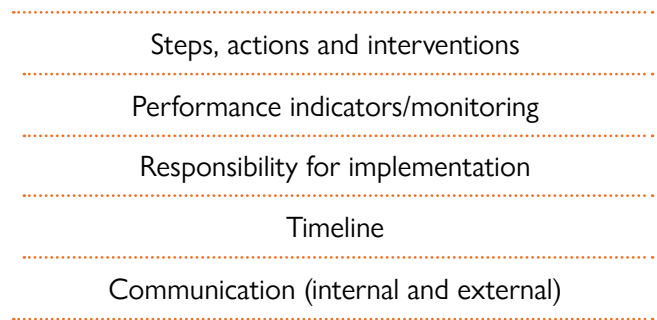 Steps, actions and interventions
Performance indicators/monitoring
Responsibility for implementation
Timeline
Communication (internal and external)